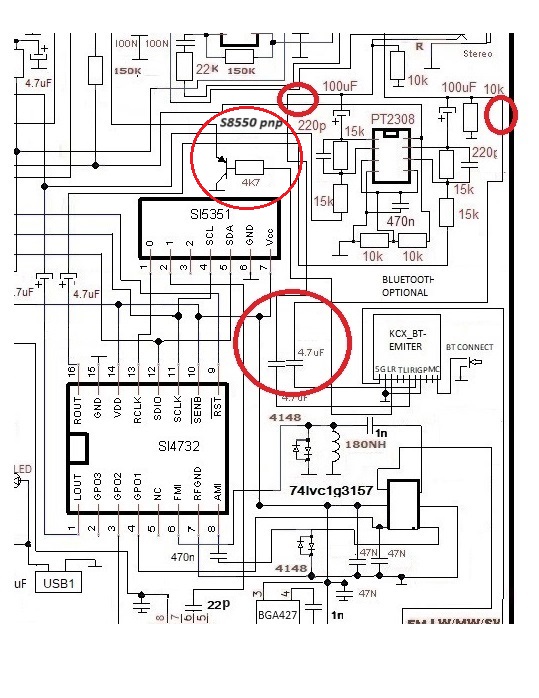 R
Stereo
100N 100N
4.7uF
150K
22K
150K
10k
100uF
100uF
10k
S8550 pnp
220p
15k
PT2308
220p
4K7
15k
15k
15k
470n
SI5351
0 1 2 SCL SDA GND Vcc
1 2 3 4 5 6 7
10k 10k
BLUETOOTH-
OPTIONAL
.7uF
4.7uF
KCX_BT-
EMITER
BT CONNECT
5GLRTLIRIGPMC
4.7uF
4.7uF
16 15 14 13 12 11 10 9
ROUT GND VDD RCLK SDIO SCLK SENB RST
4148
1n
180NH
SI4732
74lvc1g3157
LED
LOUT GPO3 GPO2 GPO1 NC FMI RFGND AMI
1 2 3 4 5 6 7 8
470n
47N
47N
4148
uF
USB1
47N
22p
3 4
BGA427
1n
8 7 6 5
FM LW/MW/SW